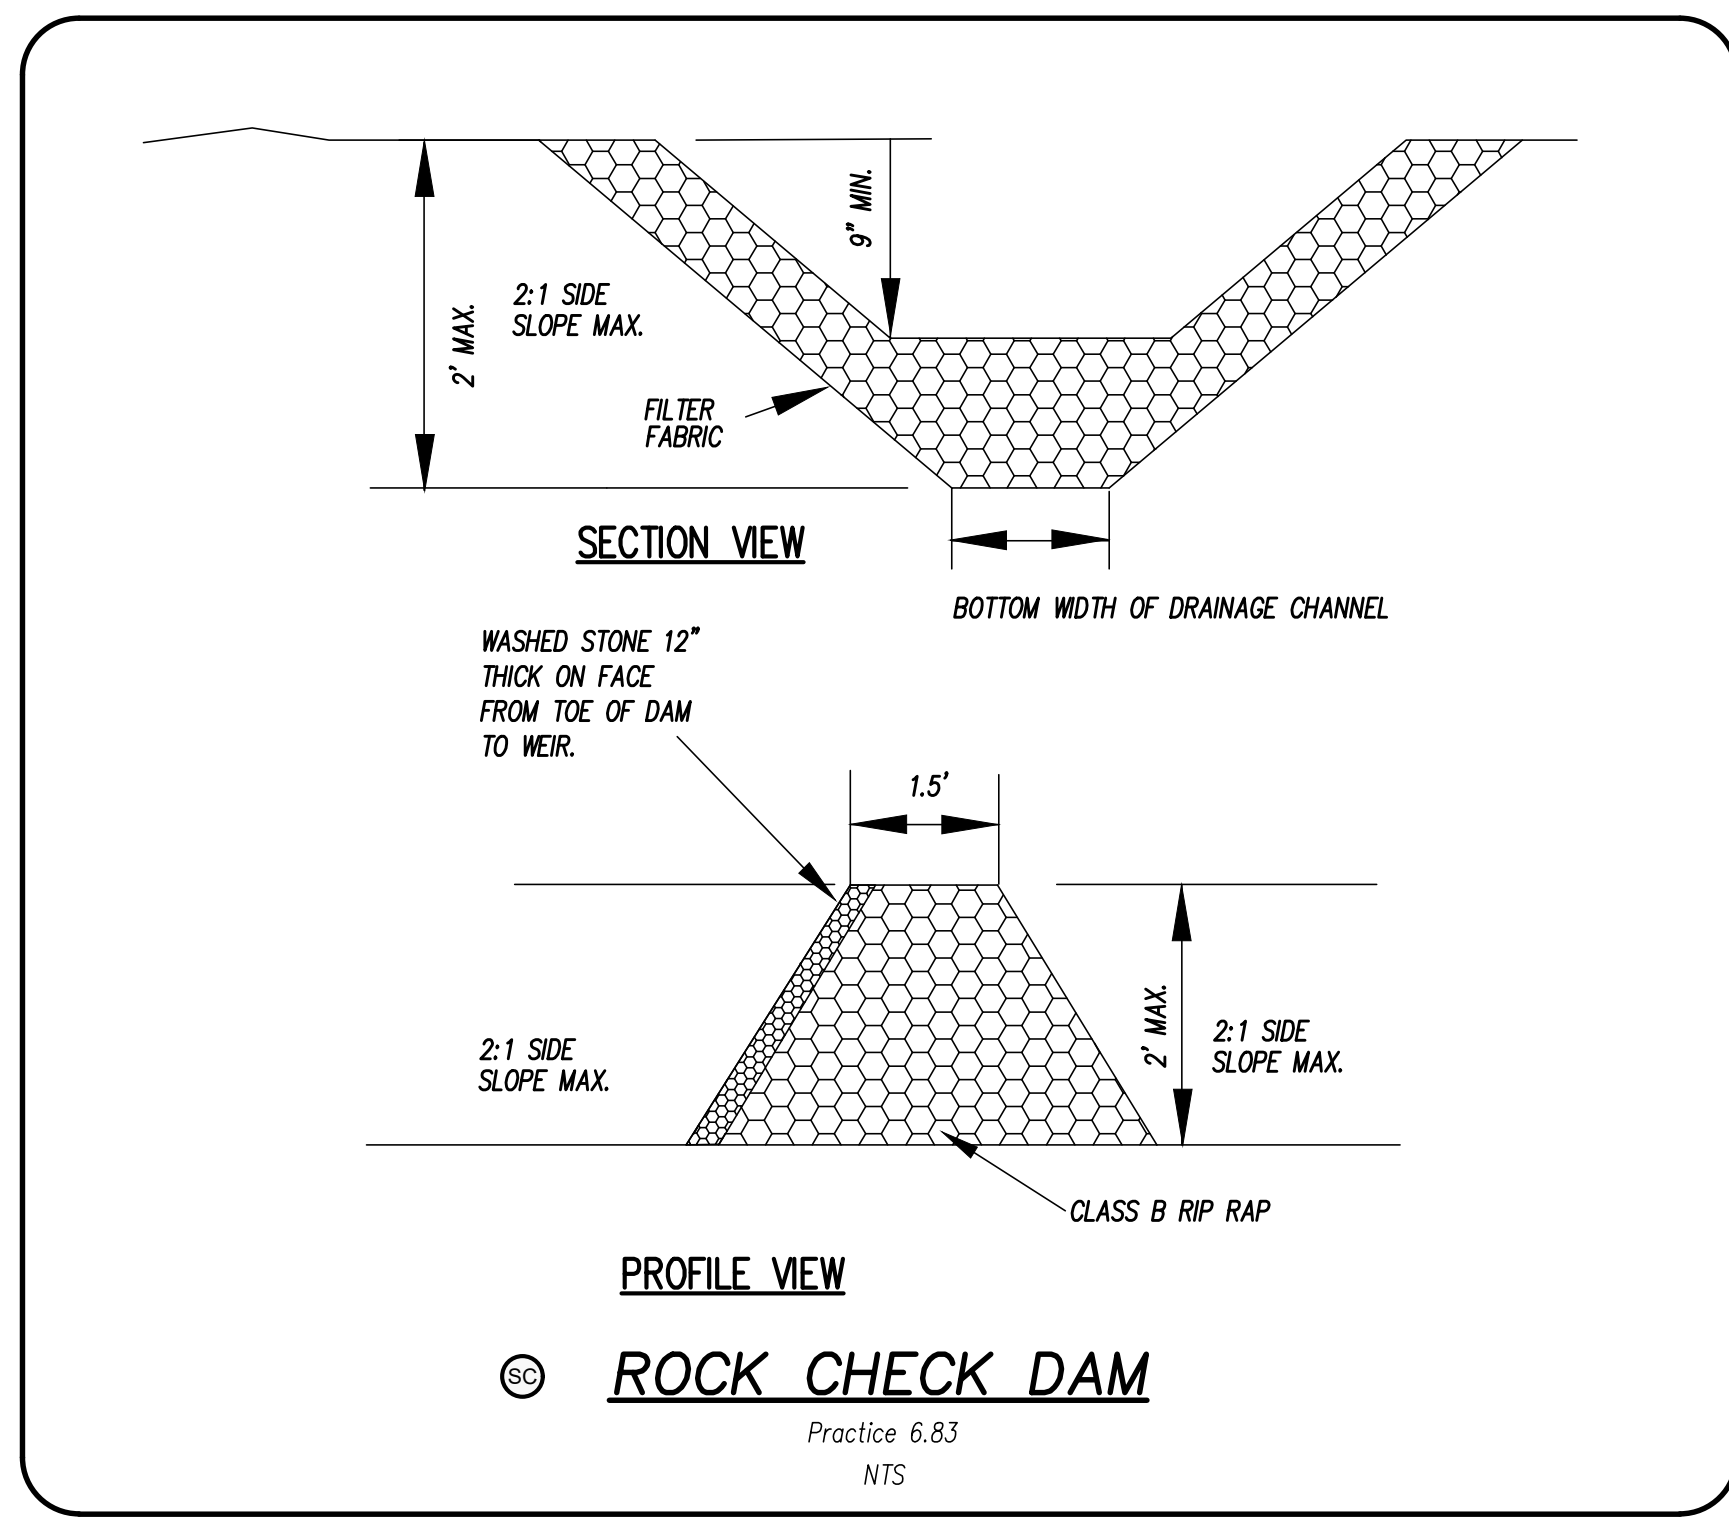 9" MIN.
2:1 SIDE
SLOPE MAX.
2' MAX.
FILTER
FABRIC
SECTION VIEW
BOTTOM WIDTH OF DRAINAGE CHANNEL
WASHED STONE 12"
THICK ON FACE
FROM TOE OF DAM
TO WEIR.
1.5'
2' MAX.
2:1 SIDE
SLOPE MAX.
2:1 SIDE
SLOPE MAX.
CLASS B RIP RAP
PROFILE VIEW
SC
ROCK CHECK DAM
Practice 6.83
NTS